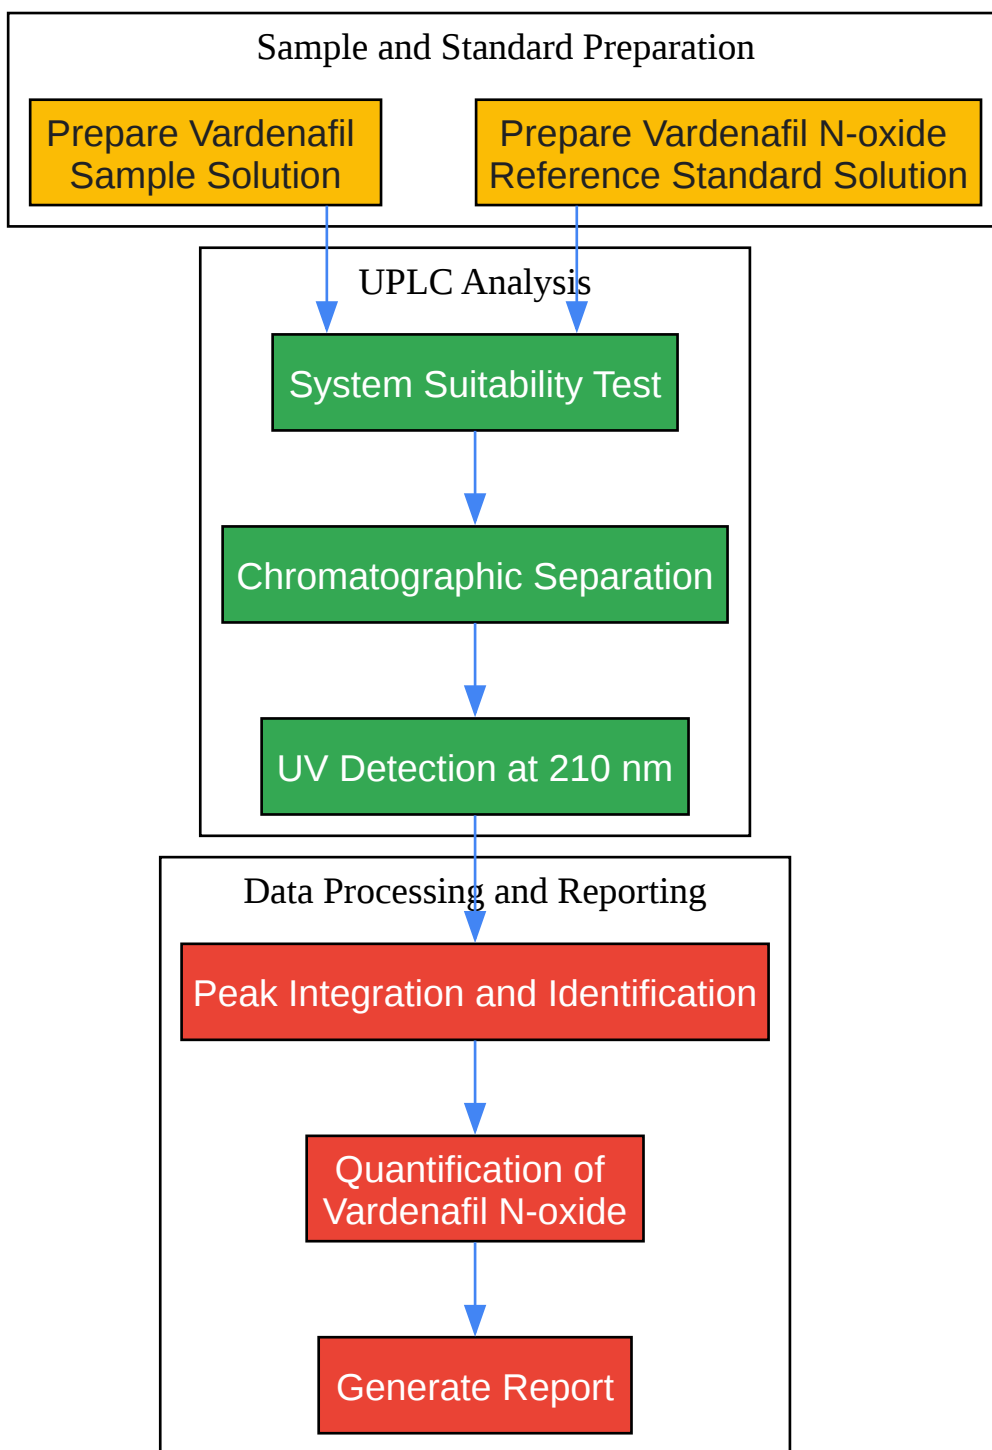 Sample and Standard Preparation
Prepare Vardenafil
Sample Solution
Prepare Vardenafil N-oxide
Reference Standard Solution
UPLC Analysis
System Suitability Test
Chromatographic Separation
UV Detection at 210 nm
Data Processing and Reporting
Peak Integration and Identification
Quantification of
Vardenafil N-oxide
Generate Report